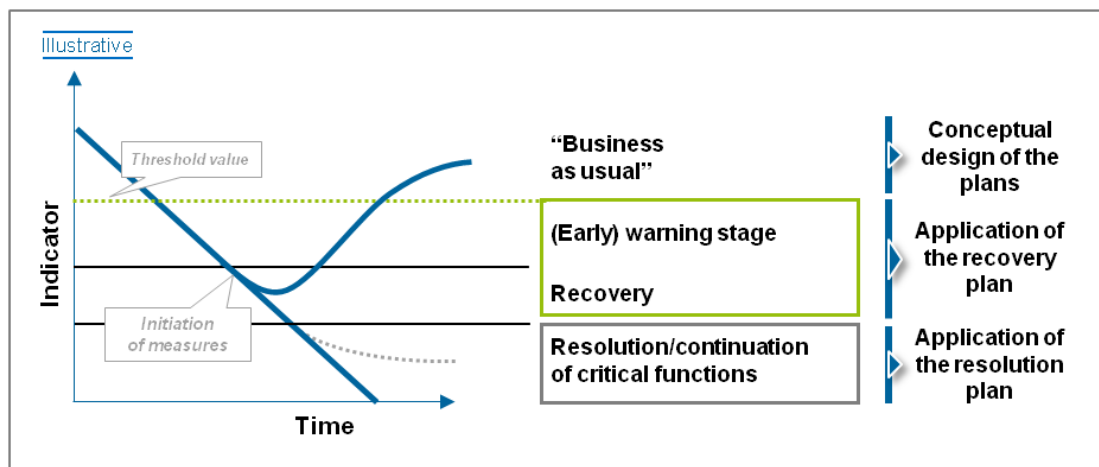 Illustrative
Threshold value
Indicator
Initiation
of measures
Time
“Business
as usual”
(Early) warning stage
Recovery
Resolution/continuation
of critical functions
Conceptual
design of the
plans
Application of
the recovery
plan
Application of
the resolution
plan